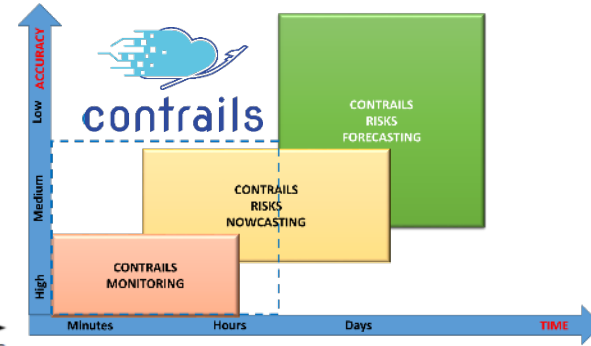 ACCURACY
Low
Medium
High
contrails
CONTRAILS
RISKS
FORECASTING
CONTRAILS
RISKS
NOWCASTING
CONTRAILS
MONITORING
Minutes
Hours
Days
TIME